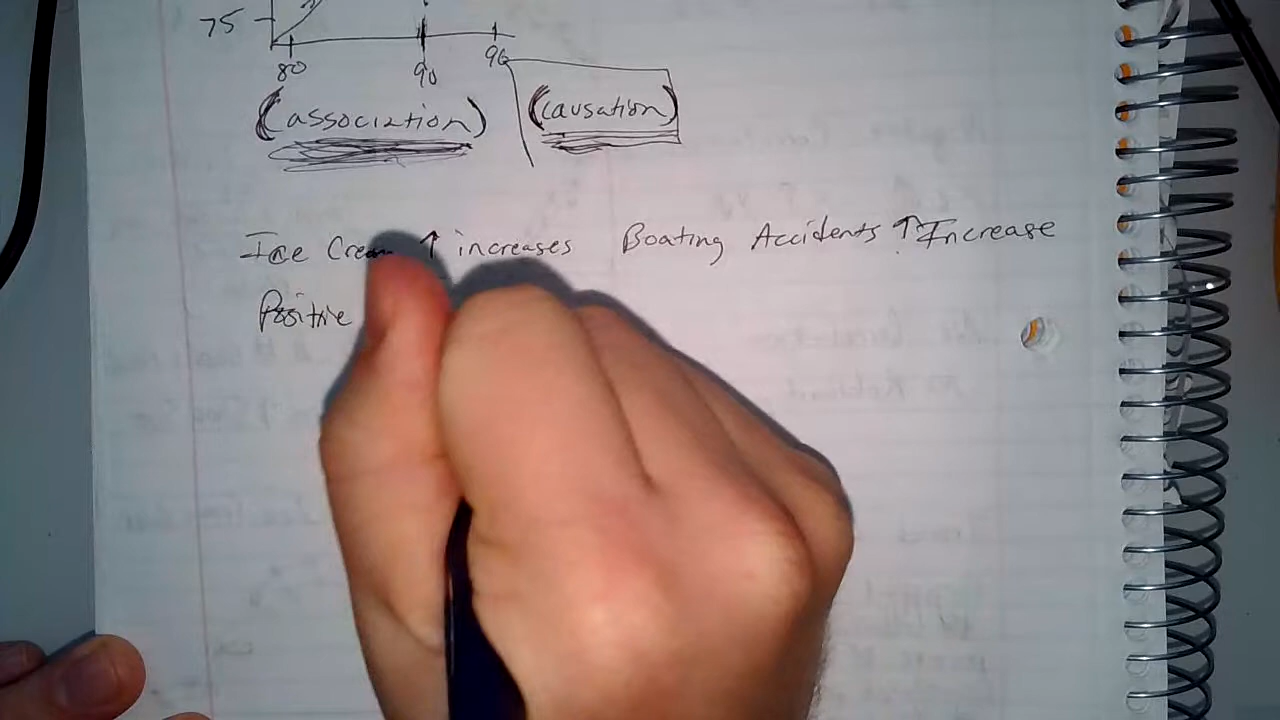 75
80 90 96
(association) (causation)
Ice Cream ↑ increases Boating Accidents ↑ Increase
Positive